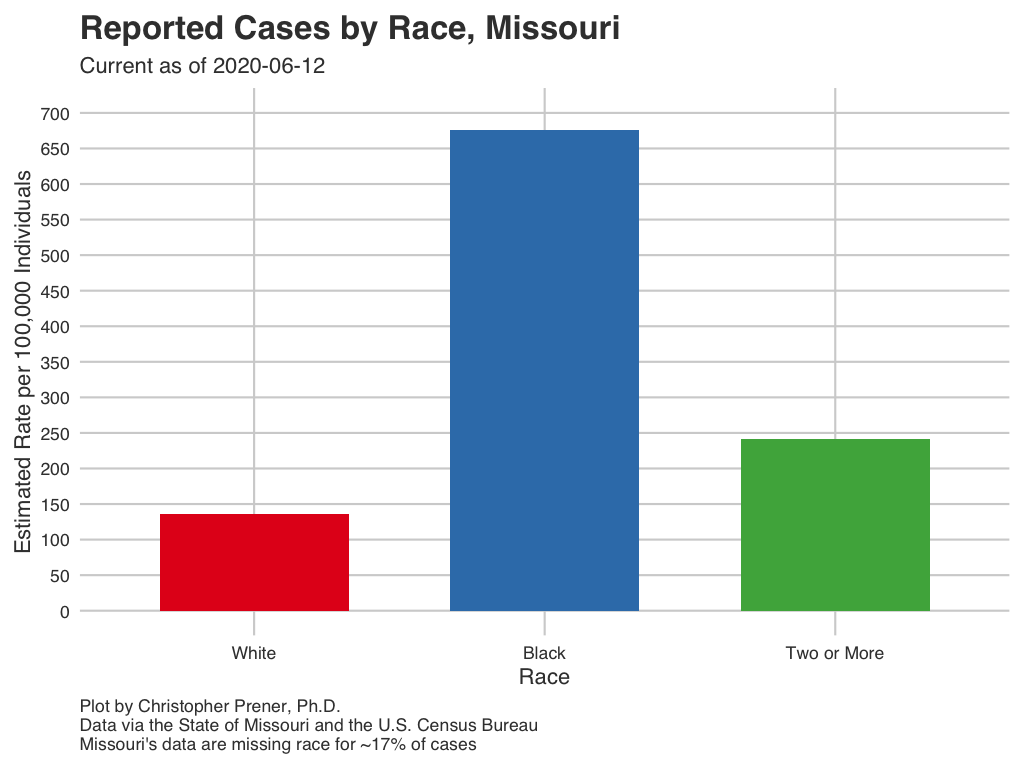 Reported Cases by Race, Missouri
Current as of 2020-06-12
Estimated Rate per 100,000 Individuals
700
650
600
550
500
450
400
350
300
250
200
150
100
50
0
White Black Two or More
Race
Plot by Christopher Prener, Ph.D.
Data via the State of Missouri and the U.S. Census Bureau
Missouri's data are missing race for ~17% of cases